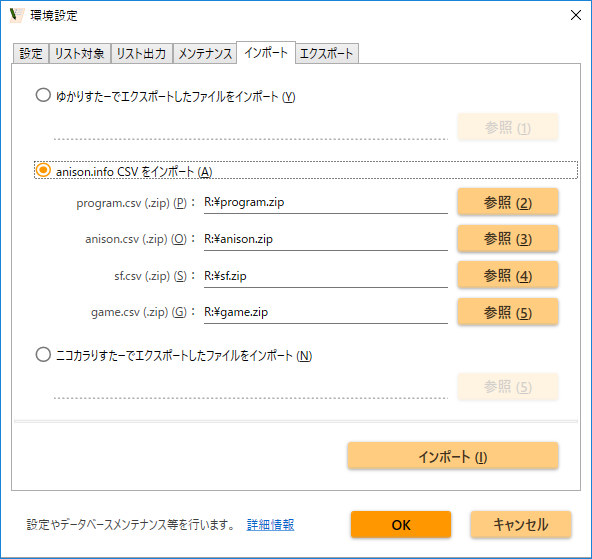 環境設定
設定 リスト対象 リスト出力 メンテナンス インポート エクスポート
ゆかりすたーでエクスポートしたファイルをインポート (Y)
参照 (1)
anison.info CSV をインポート (A)
program.csv (.zip) (P)： R:¥program.zip 参照 (2)
anison.csv (.zip) (O)： R:¥anison.zip 参照 (3)
sf.csv (.zip) (S)： R:¥sf.zip 参照 (4)
game.csv (.zip) (G)： R:¥game.zip 参照 (5)
ニコカラりすたーでエクスポートしたファイルをインポート (N)
参照 (5)
インポート (I)
設定やデータベースメンテナンス等を行います。 詳細情報 OK キャンセル